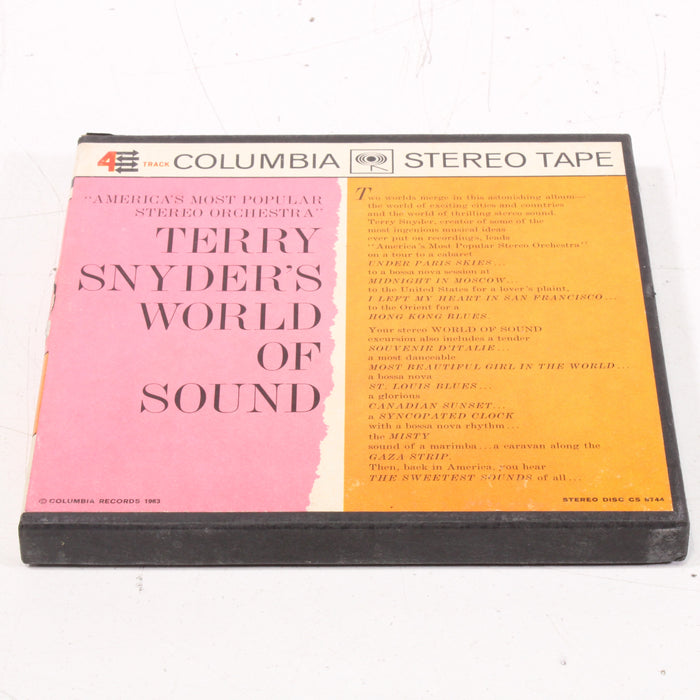 4 TRACK COLUMBIA STEREO TAPE
"AMERICA'S MOST POPULAR
STEREO ORCHESTRA"
TERRY
SNYDER'S
WORLD
OF
SOUND
© COLUMBIA RECORDS 1963
Two worlds merge in this astonishing album—
the world of exciting cities and countries
and the world of thrilling stereo sound.
Terry Snyder, creator of some of the
most ingenious musical ideas
ever put on recordings, leads
"America's Most Popular Stereo Orchestra"
on a tour to a cabaret
UNDER PARIS SKIES...
to a bossa nova session at
MIDNIGHT IN MOSCOW...
to the United States for a lover's plaint,
I LEFT MY HEART IN SAN FRANCISCO...
to the Orient for a
HONG KONG BLUES.
Your stereo WORLD OF SOUND
excursion also includes a tender
SOUVENIR D'ITALIE...
a most danceable
MOST BEAUTIFUL GIRL IN THE WORLD...
a bossa nova
ST. LOUIS BLUES...
a glorious
CANADIAN SUNSET...
a SYNCOPATED CLOCK
with a bossa nova rhythm...
the MISTY
sound of a marimba...a caravan along the
GAZA STRIP.
Then, back in America, you hear
THE SWEETEST SOUNDS of all...
STEREO DISC CS 8744